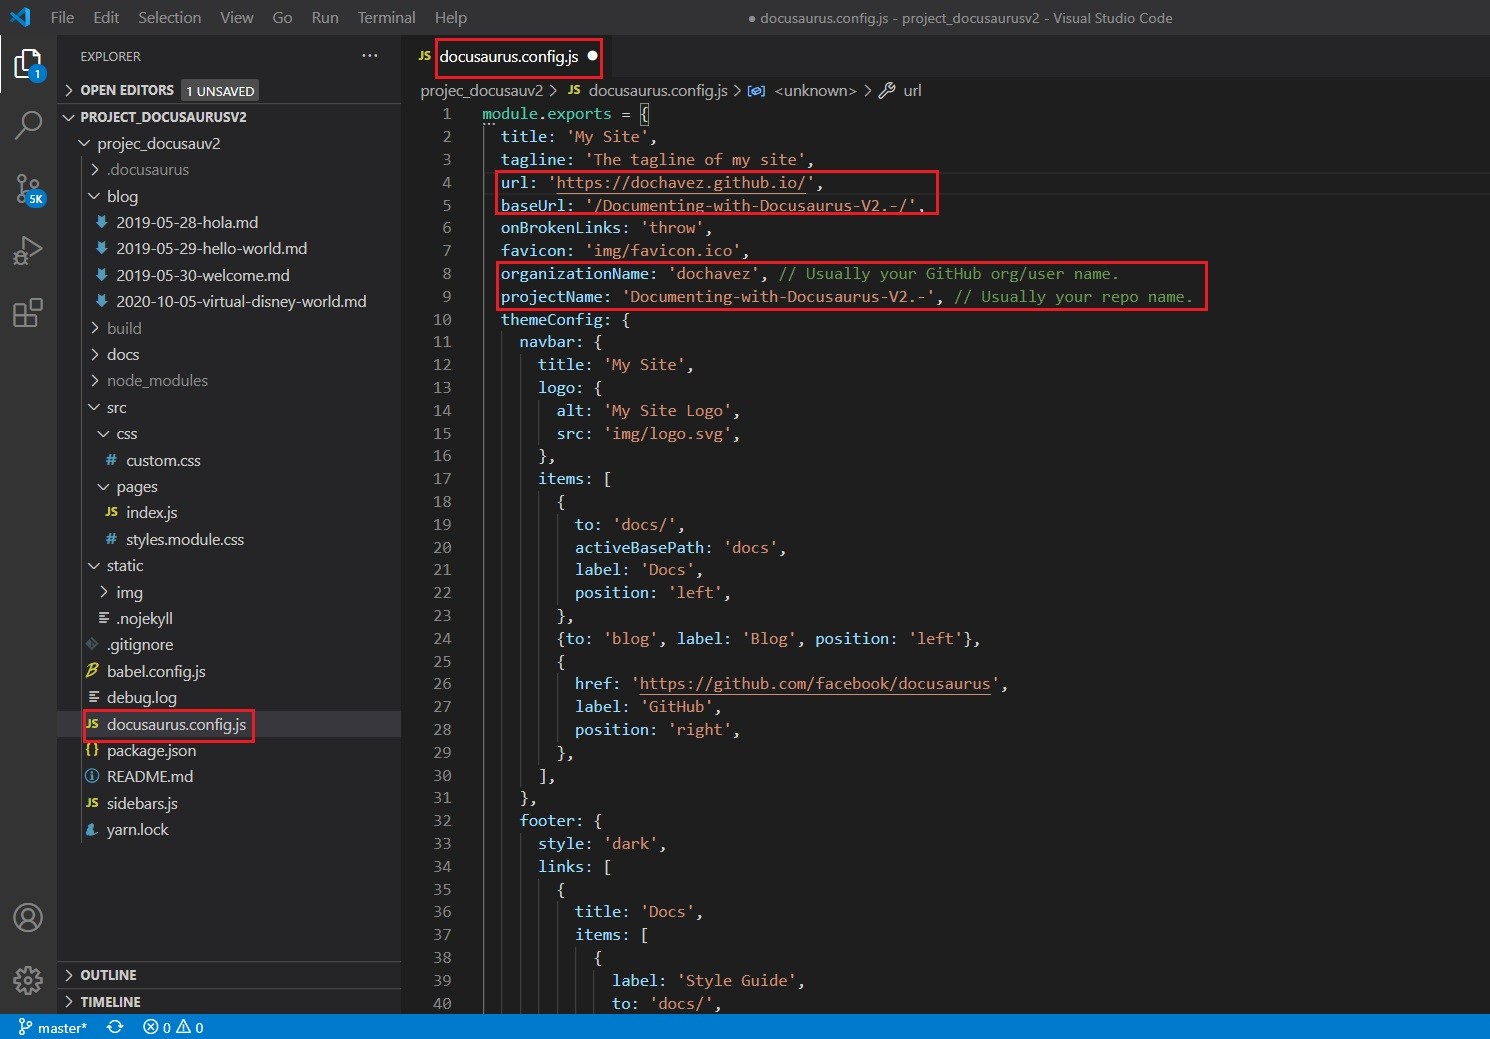 File Edit Selection View Go Run Terminal Help
● docusaurus.config.js - project_docusaurusv2 - Visual Studio Code
EXPLORER ...
OPEN EDITORS 1 UNSAVED
PROJECT_DOCUSAURUSV2
projec_docusauv2
.docusaurus
blog
2019-05-28-hola.md
2019-05-29-hello-world.md
2019-05-30-welcome.md
2020-10-05-virtual-disney-world.md
build
docs
node_modules
src
css
# custom.css
pages
JS index.js
# styles.module.css
static
img
.nojekyll
.gitignore
babel.config.js
debug.log
JS docusaurus.config.js
{} package.json
README.md
JS sidebars.js
yarn.lock
OUTLINE
TIMELINE
1
5K
JS docusaurus.config.js ●
projec_docusauv2 > JS docusaurus.config.js > <unknown> > url
1 module.exports = {
2 title: 'My Site',
3 tagline: 'The tagline of my site',
4 url: 'https://dochavez.github.io/',
5 baseUrl: '/Documenting-with-Docusaurus-V2.-/',
6 onBrokenLinks: 'throw',
7 favicon: 'img/favicon.ico',
8 organizationName: 'dochavez', // Usually your GitHub org/user name.
9 projectName: 'Documenting-with-Docusaurus-V2.-', // Usually your repo name.
10 themeConfig: {
11 navbar: {
12 title: 'My Site',
13 logo: {
14 alt: 'My Site Logo',
15 src: 'img/logo.svg',
16 },
17 items: [
18 {
19 to: 'docs/',
20 activeBasePath: 'docs',
21 label: 'Docs',
22 position: 'left',
23 },
24 {to: 'blog', label: 'Blog', position: 'left'},
25 {
26 href: 'https://github.com/facebook/docusaurus',
27 label: 'GitHub',
28 position: 'right',
29 },
30 ],
31 },
32 footer: {
33 style: 'dark',
34 links: [
35 {
36 title: 'Docs',
37 items: [
38 {
39 label: 'Style Guide',
40 to: 'docs/',
master* 0 0